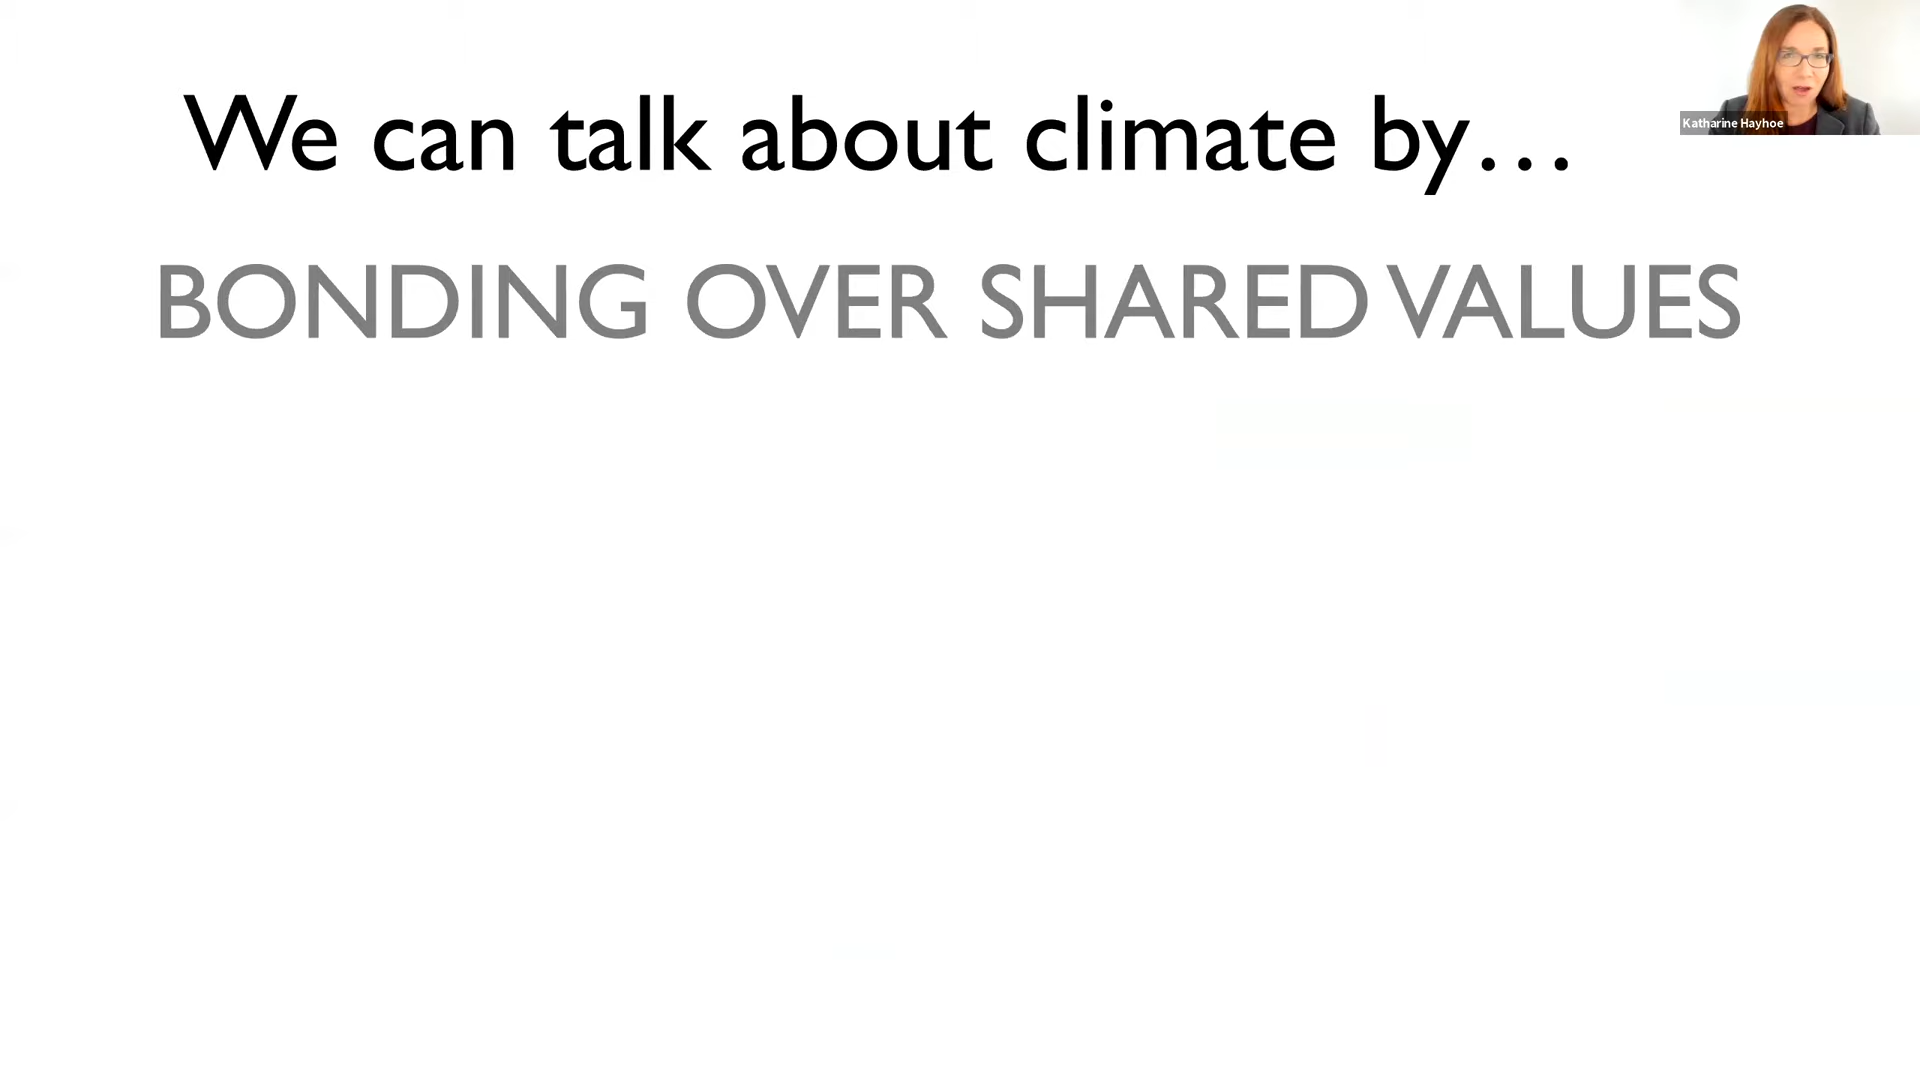 We can talk about climate by…
Katharine Hayhoe
BONDING OVER SHARED VALUES